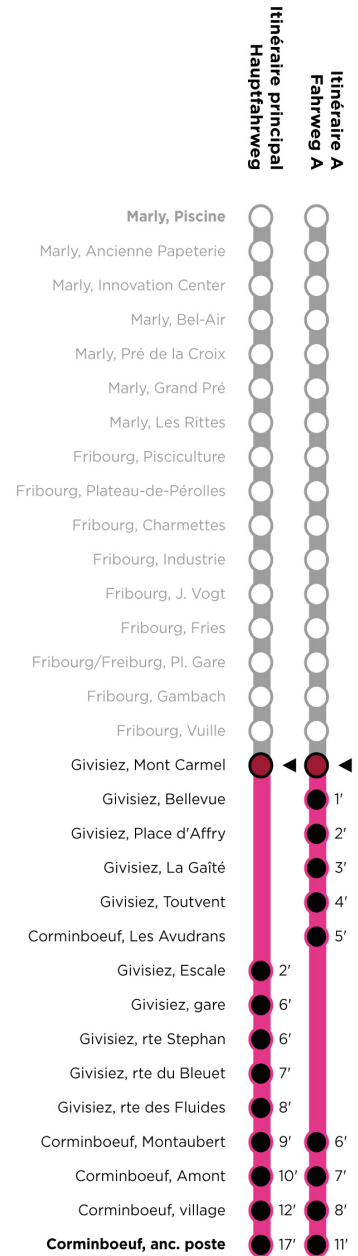 Itinéraire principal
Hauptfahrweg
Itinéraire A
Fahrweg A
Marly, Piscine
Marly, Ancienne Papeterie
Marly, Innovation Center
Marly, Bel-Air
Marly, Pré de la Croix
Marly, Grand Pré
Marly, Les Rittes
Fribourg, Pisciculture
Fribourg, Plateau-de-Pérolles
Fribourg, Charmettes
Fribourg, Industrie
Fribourg, J. Vogt
Fribourg, Fries
Fribourg/Freiburg, Pl. Gare
Fribourg, Gambach
Fribourg, Vuille
Givisiez, Mont Carmel
Givisiez, Bellevue 1'
Givisiez, Place d'Affry 2'
Givisiez, La Gaîté 3'
Givisiez, Toutvent 4'
Corminboeuf, Les Avudrans 5'
Givisiez, Escale 2'
Givisiez, gare 6'
Givisiez, rte Stephan 6'
Givisiez, rte du Bleuet 7'
Givisiez, rte des Fluides 8'
Corminboeuf, Montaubert 9' 6'
Corminboeuf, Amont 10' 7'
Corminboeuf, village 12' 8'
Corminboeuf, anc. poste 17' 11'